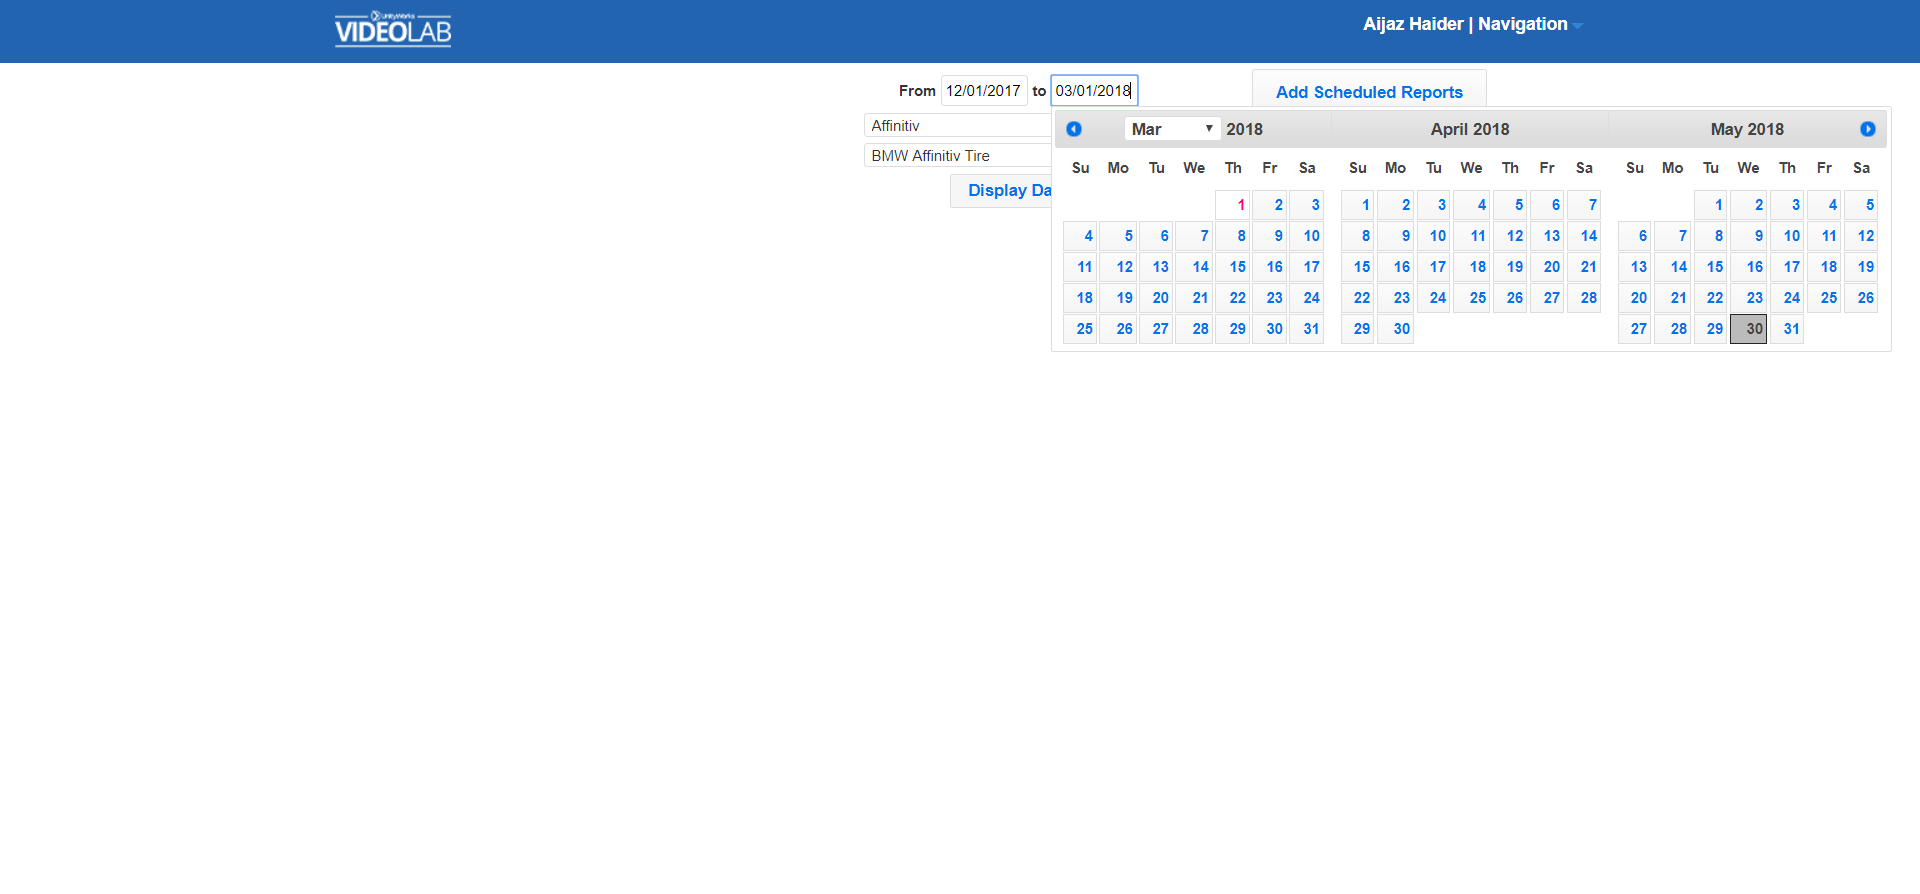 UnityWorks
VIDEOLAB
Aijaz Haider | Navigation
From 12/01/2017 to 03/01/2018
Add Scheduled Reports
Affinitiv
BMW Affinitiv Tire
Display Da
Mar 2018 April 2018 May 2018
Su Mo Tu We Th Fr Sa Su Mo Tu We Th Fr Sa Su Mo Tu We Th Fr Sa
1 2 3 1 2 3 4 5 6 7 1 2 3 4 5
4 5 6 7 8 9 10 8 9 10 11 12 13 14 6 7 8 9 10 11 12
11 12 13 14 15 16 17 15 16 17 18 19 20 21 13 14 15 16 17 18 19
18 19 20 21 22 23 24 22 23 24 25 26 27 28 20 21 22 23 24 25 26
25 26 27 28 29 30 31 29 30 27 28 29 30 31